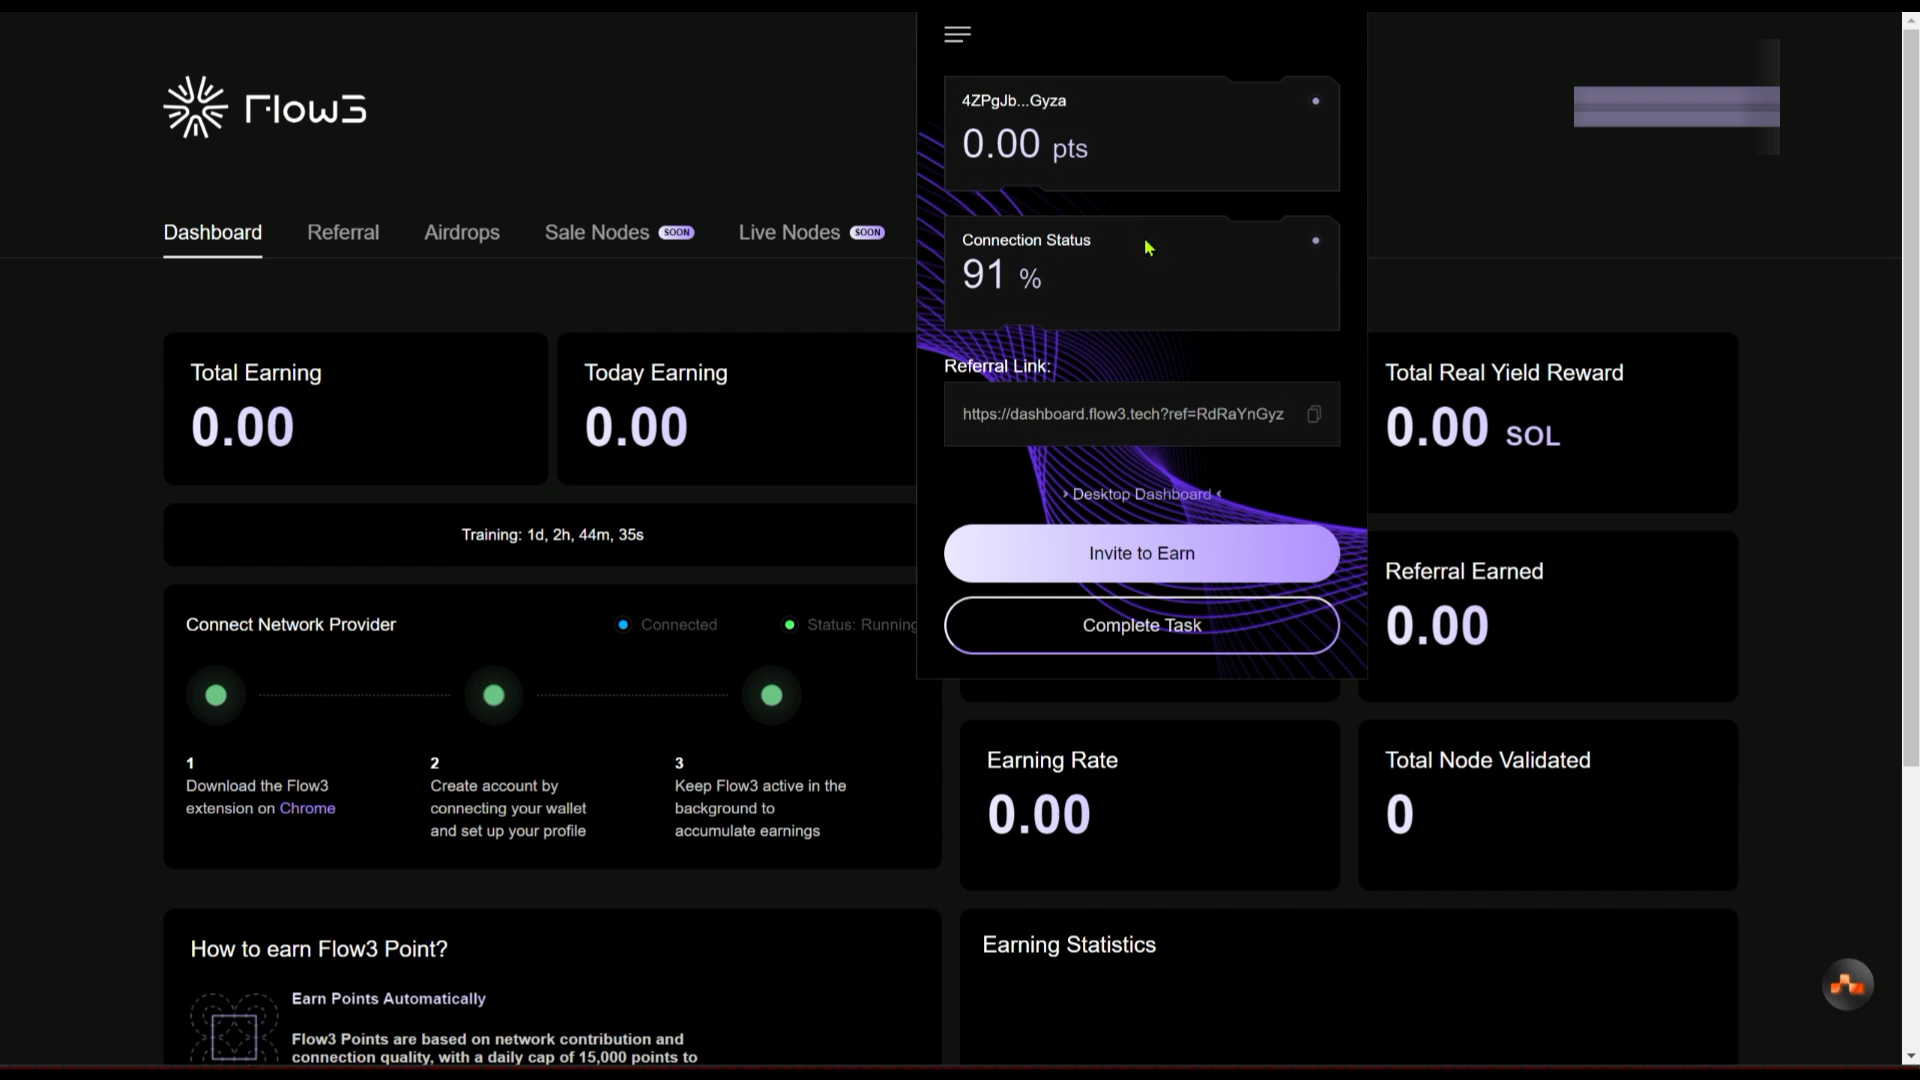 Flow3
Dashboard
Referral
Airdrops
Sale Nodes SOON
Live Nodes SOON
4ZPgJb...Gyza
0.00 pts
Connection Status
91 %
Referral Link:
https://dashboard.flow3.tech?ref=RdRaYnGyz
› Desktop Dashboard ‹
Invite to Earn
Complete Task
Total Earning
0.00
Today Earning
0.00
Total Real Yield Reward
0.00 SOL
Training: 1d, 2h, 44m, 35s
Referral Earned
0.00
Connect Network Provider
Connected
Status: Running
1
Download the Flow3
extension on Chrome
2
Create account by
connecting your wallet
and set up your profile
3
Keep Flow3 active in the
background to
accumulate earnings
Earning Rate
0.00
Total Node Validated
0
How to earn Flow3 Point?
Earn Points Automatically
Flow3 Points are based on network contribution and
connection quality, with a daily cap of 15,000 points to
Earning Statistics